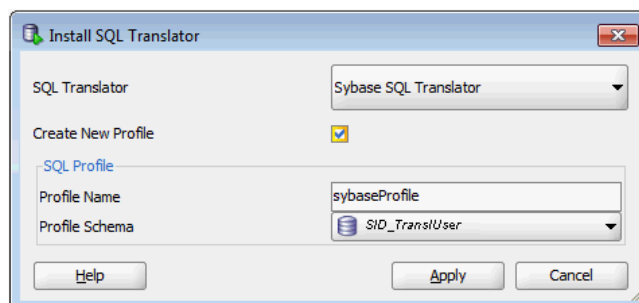 Install SQL Translator
SQL Translator Sybase SQL Translator
Create New Profile
SQL Profile
Profile Name sybaseProfile
Profile Schema SID_TranslUser
Help Apply Cancel